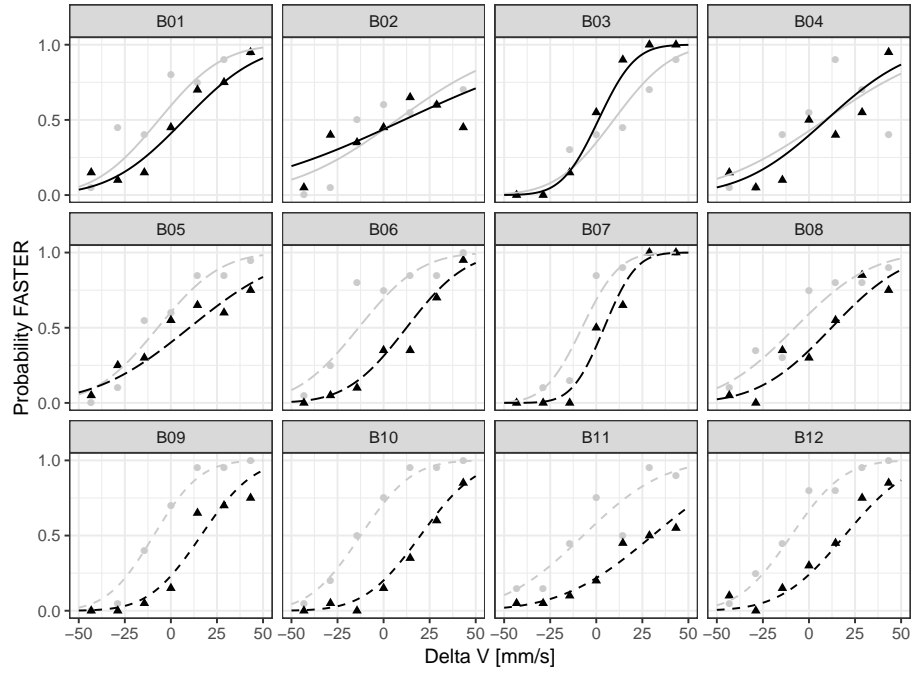 B01 B02 B03 B04
1.0
0.5
0.0
B05 B06 B07 B08
1.0
0.5
0.0
B09 B10 B11 B12
1.0
0.5
0.0
−50 −25 0 25 50 −50 −25 0 25 50 −50 −25 0 25 50 −50 −25 0 25 50
Delta V [mm/s]
Probability FASTER